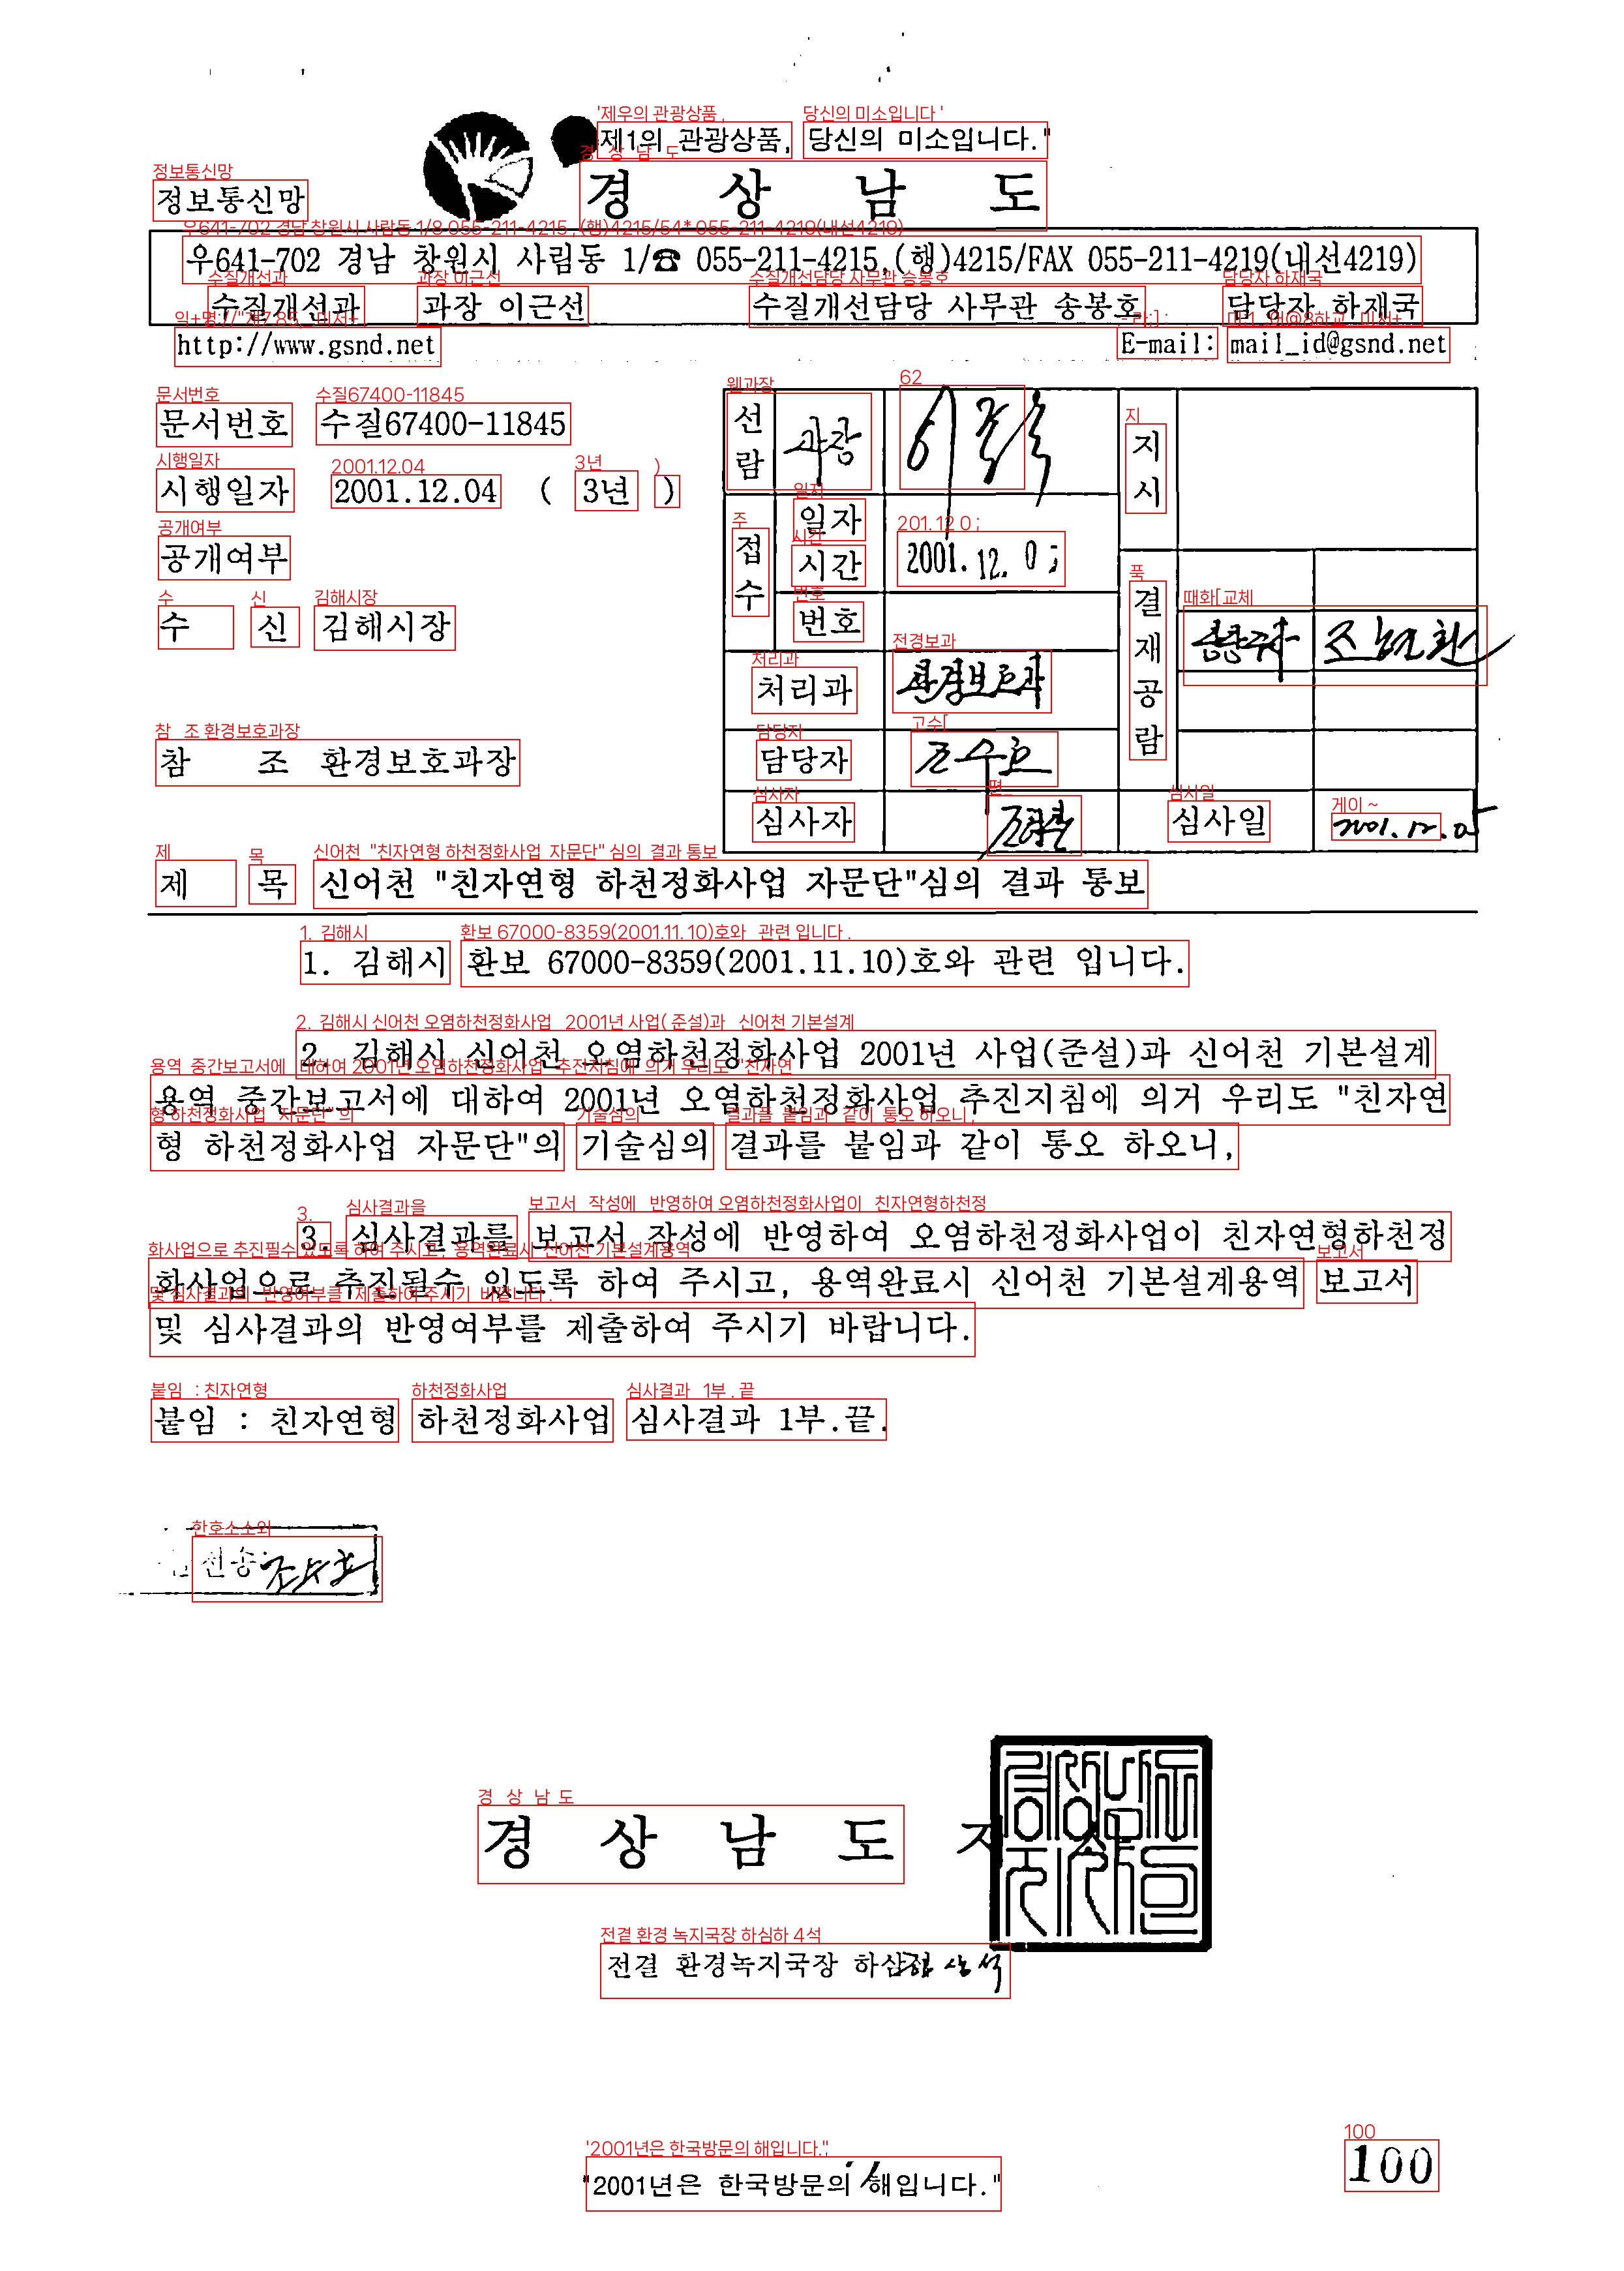 "제1의 관광상품, 당신의 미소입니다."
정보통신망
경 상 남 도
우641-702 경남 창원시 사림동 1/☎ 055-211-4215,(행)4215/FAX 055-211-4219(내선4219)
수질개선과 과장 이근선 수질개선담당 사무관 송봉호 담당자 하재국
http://www.gsnd.net E-mail: mail_id@gsnd.net
문서번호 수질67400-11845
시행일자 2001.12.04 ( 3년 )
공개여부
수 신 김해시장
참 조 환경보호과장
선람 과장
지시
접수 일자 시간 2001. 12. 0
번호
결재공람
처리과 환경보호과
담당자 조수호
심사자
심사일 2001.12.05
제 목 신어천 "친자연형 하천정화사업 자문단"심의 결과 통보
1. 김해시 환보 67000-8359(2001.11.10)호와 관련 입니다.
2. 김해시 신어천 오염하천정화사업 2001년 사업(준설)과 신어천 기본설계
용역 중간보고서에 대하여 2001년 오염하천정화사업 추진지침에 의거 우리도 "친자연
형 하천정화사업 자문단"의 기술심의 결과를 붙임과 같이 통오 하오니,
3. 심사결과를 보고서 작성에 반영하여 오염하천정화사업이 친자연형하천정
화사업으로 추진될수 있도록 하여 주시고, 용역완료시 신어천 기본설계용역 보고서
및 심사결과의 반영여부를 제출하여 주시기 바랍니다.
붙임 : 친자연형 하천정화사업 심사결과 1부.끝.
전송
경 상 남 도 지
전결 환경녹지국장
"2001년은 한국방문의 해입니다."
100